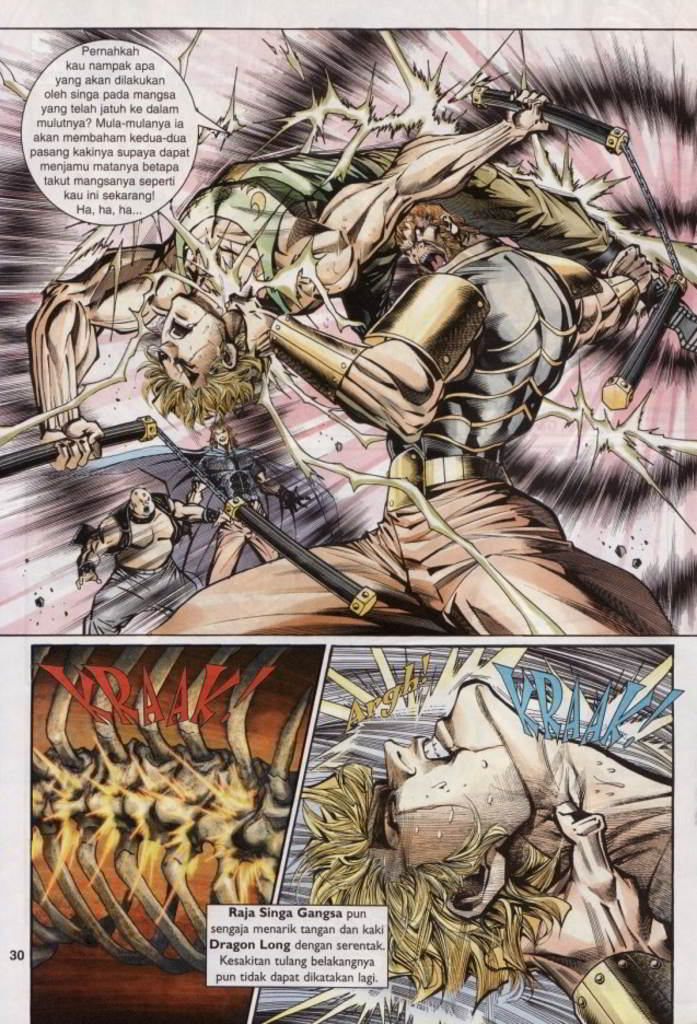 Pernahkah
kau nampak apa
yang akan dilakukan
oleh singa pada mangsa
yang telah jatuh ke dalam
mulutnya? Mula-mulanya ia
akan membaham kedua-dua
pasang kakinya supaya dapat
menjamu matanya betapa
takut mangsanya seperti
kau ini sekarang!
Ha, ha, ha...
KRAAK!
Argh!
KRAAK!
Raja Singa Gangsa pun
sengaja menarik tangan dan kaki
Dragon Long dengan serentak.
Kesakitan tulang belakangnya
pun tidak dapat dikatakan lagi.
30